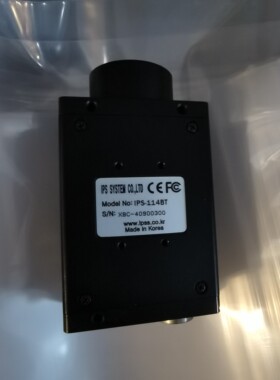 IPS SYSTEM CO.,LTD CE FC
Model No: IPS-114BT
S/N: XBC-40900300
www.ipss.co.kr
Made in Korea